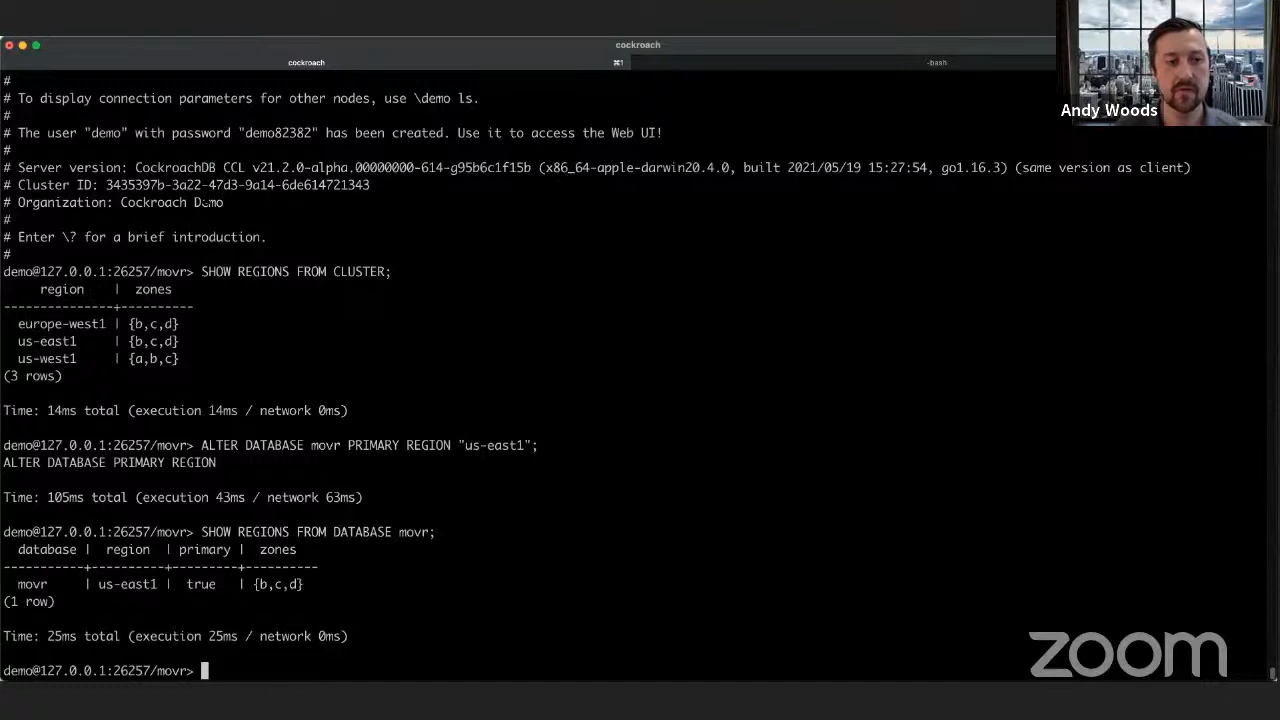 cockroach
cockroach ⌘1 -bash
#
# To display connection parameters for other nodes, use \demo ls.
#
# The user "demo" with password "demo82382" has been created. Use it to access the Web UI!
#
# Server version: CockroachDB CCL v21.2.0-alpha.00000000-614-g95b6c1f15b (x86_64-apple-darwin20.4.0, built 2021/05/19 15:27:54, go1.16.3) (same version as client)
# Cluster ID: 3435397b-3a22-47d3-9a14-6de614721343
# Organization: Cockroach Demo
#
# Enter \? for a brief introduction.
#
demo@127.0.0.1:26257/movr> SHOW REGIONS FROM CLUSTER;
region | zones
---------------+----------
europe-west1 | {b,c,d}
us-east1 | {b,c,d}
us-west1 | {a,b,c}
(3 rows)
Time: 14ms total (execution 14ms / network 0ms)
demo@127.0.0.1:26257/movr> ALTER DATABASE movr PRIMARY REGION "us-east1";
ALTER DATABASE PRIMARY REGION
Time: 105ms total (execution 43ms / network 63ms)
demo@127.0.0.1:26257/movr> SHOW REGIONS FROM DATABASE movr;
database | region | primary | zones
-----------+----------+---------+----------
movr | us-east1 | true | {b,c,d}
(1 row)
Time: 25ms total (execution 25ms / network 0ms)
demo@127.0.0.1:26257/movr>
Andy Woods
zoom